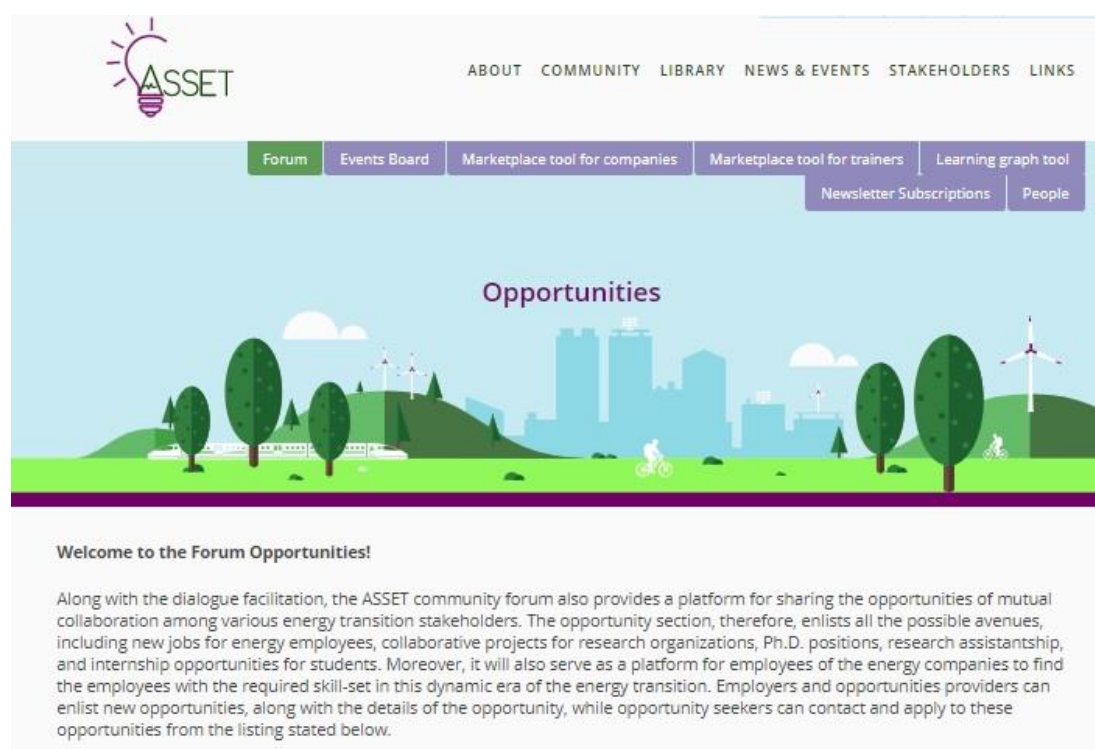 ASSET
ABOUT COMMUNITY LIBRARY NEWS & EVENTS STAKEHOLDERS LINKS
Forum Events Board Marketplace tool for companies Marketplace tool for trainers Learning graph tool
Newsletter Subscriptions People
Opportunities
Welcome to the Forum Opportunities!
Along with the dialogue facilitation, the ASSET community forum also provides a platform for sharing the opportunities of mutual
collaboration among various energy transition stakeholders. The opportunity section, therefore, enlists all the possible avenues,
including new jobs for energy employees, collaborative projects for research organizations, Ph.D. positions, research assistantship,
and internship opportunities for students. Moreover, it will also serve as a platform for employees of the energy companies to find
the employees with the required skill-set in this dynamic era of the energy transition. Employers and opportunities providers can
enlist new opportunities, along with the details of the opportunity, while opportunity seekers can contact and apply to these
opportunities from the listing stated below.